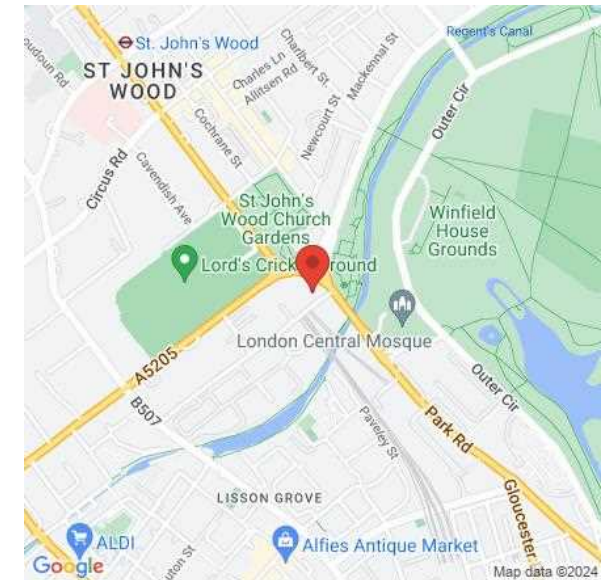 Regent's Canal
St. John's Wood
oudoun Rd
ST JOHN'S
WOOD
Charles Ln
Charlbert St.
Allitsen Rd
Mackennal St
Newcourt St
Cochrane St
Outer Cir
Circus Rd
Cavendish Ave
St John's
Wood Church
Gardens
Winfield
House
Grounds
Lord's Cricket Ground
London Central Mosque
A5205
B507
Outer Cir
Park Rd
Paveley St
Gloucester
LISSON GROVE
ALDI
Alfies Antique Market
uton St
Google
Map data ©2024